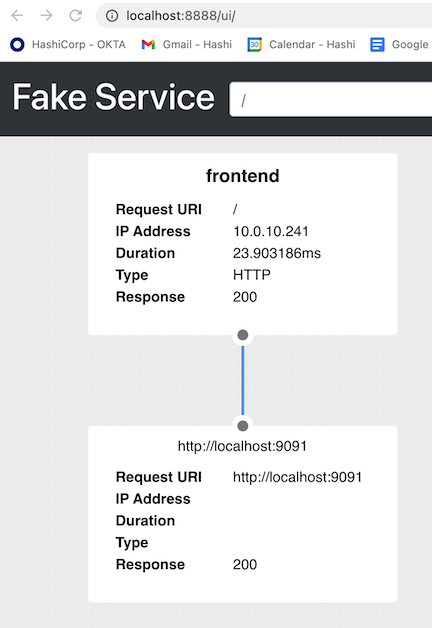 localhost:8888/ui/
HashiCorp - OKTA Gmail - Hashi 30 Calendar - Hashi Google
Fake Service /
frontend
Request URI /
IP Address 10.0.10.241
Duration 23.903186ms
Type HTTP
Response 200
http://localhost:9091
Request URI http://localhost:9091
IP Address
Duration
Type
Response 200